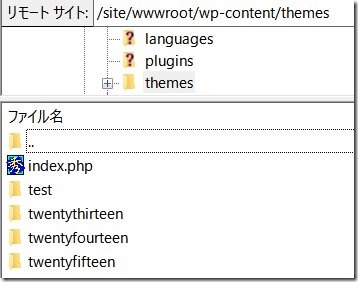 リモート サイト: /site/wwwroot/wp-content/themes
? languages
? plugins
themes
ファイル名
..
秀 index.php
test
twentythirteen
twentyfourteen
twentyfifteen